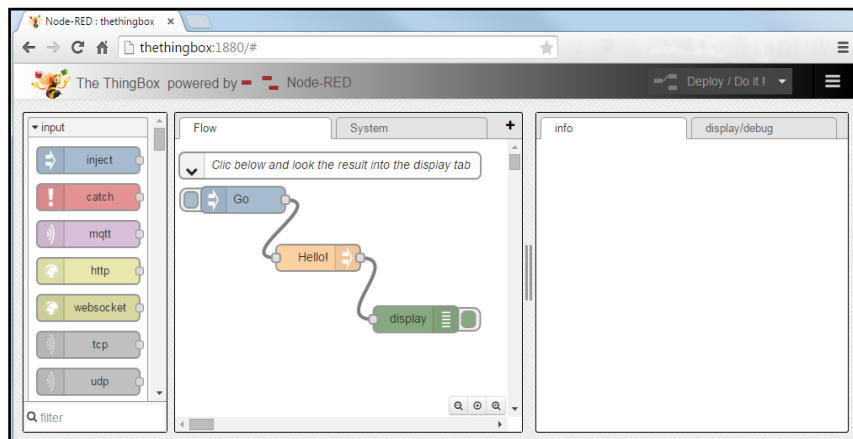 Node-RED : thethingbox
thethingbox:1880/#
The ThingBox powered by Node-RED
Deploy / Do it !
input
inject
catch
mqtt
http
websocket
tcp
udp
filter
Flow
System
Clic below and look the result into the display tab
Go
Hello!
display
info
display/debug